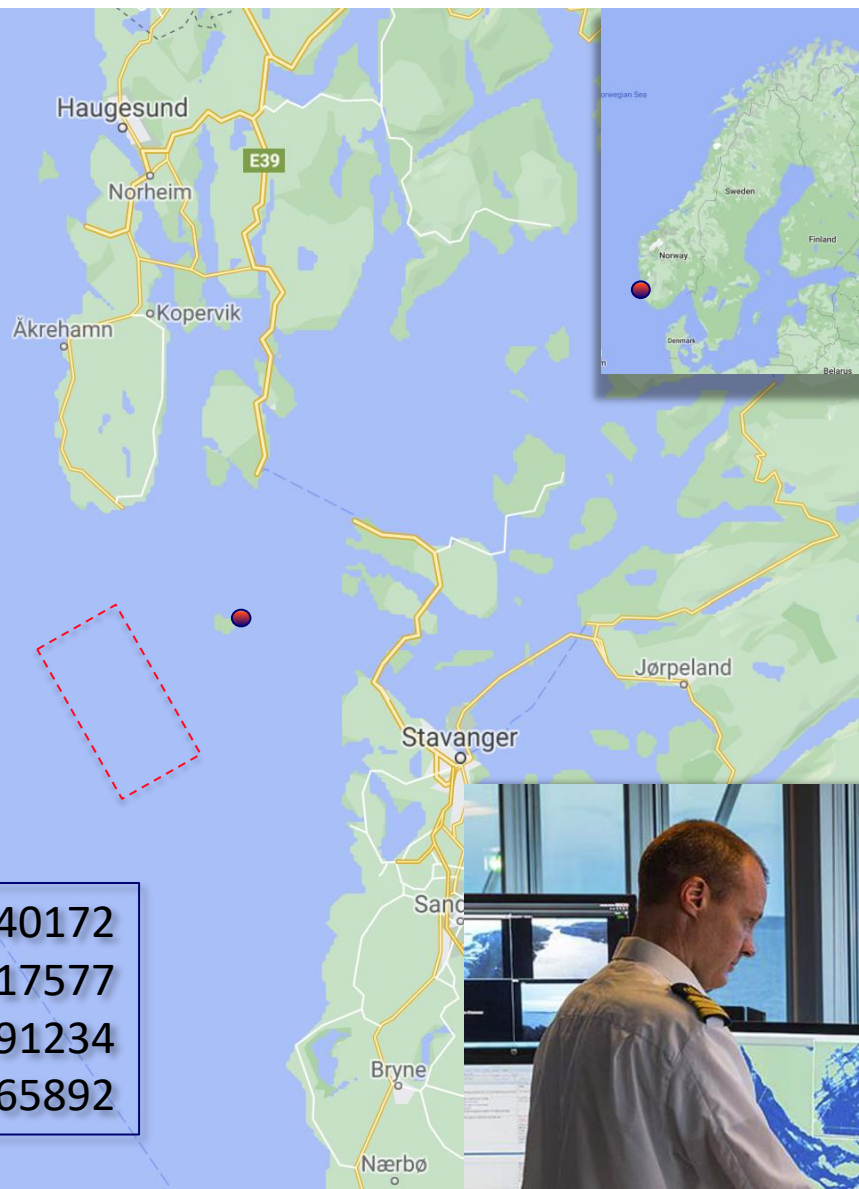 Haugesund
E39
Norheim
Kopervik
Åkrehamn
Jørpeland
Stavanger
Sand
Bryne
Nærbø
orwegian Sea
Sweden
Finland
Norway
Denmark
Belarus
40172
17577
91234
65892